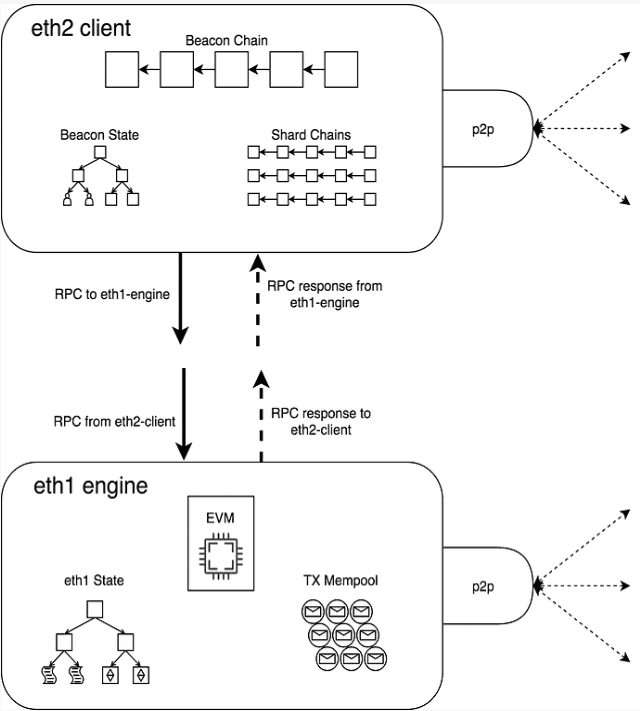 eth2 client
Beacon Chain
Beacon State
Shard Chains
p2p
RPC to eth1-engine
RPC response from
eth1-engine
RPC from eth2-client
RPC response to
eth2-client
eth1 engine
EVM
eth1 State
TX Mempool
p2p